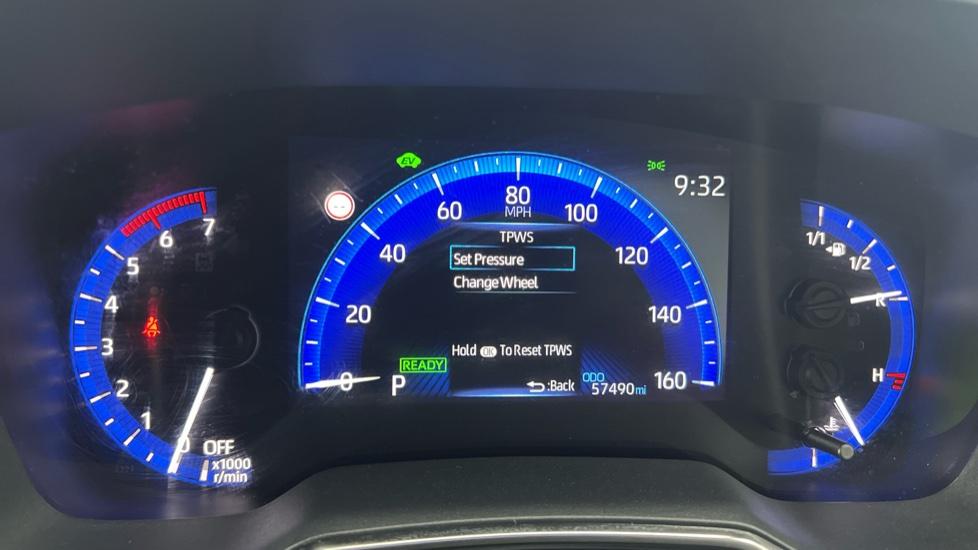 EV
9:32
80
MPH
60
100
40
120
20
140
0
160
TPWS
Set Pressure
Change Wheel
Hold OK To Reset TPWS
READY
P
:Back
ODO
57490 mi
7
6
5
4
3
2
1
0
OFF
x1000
r/min
1/1
1/2
R
H